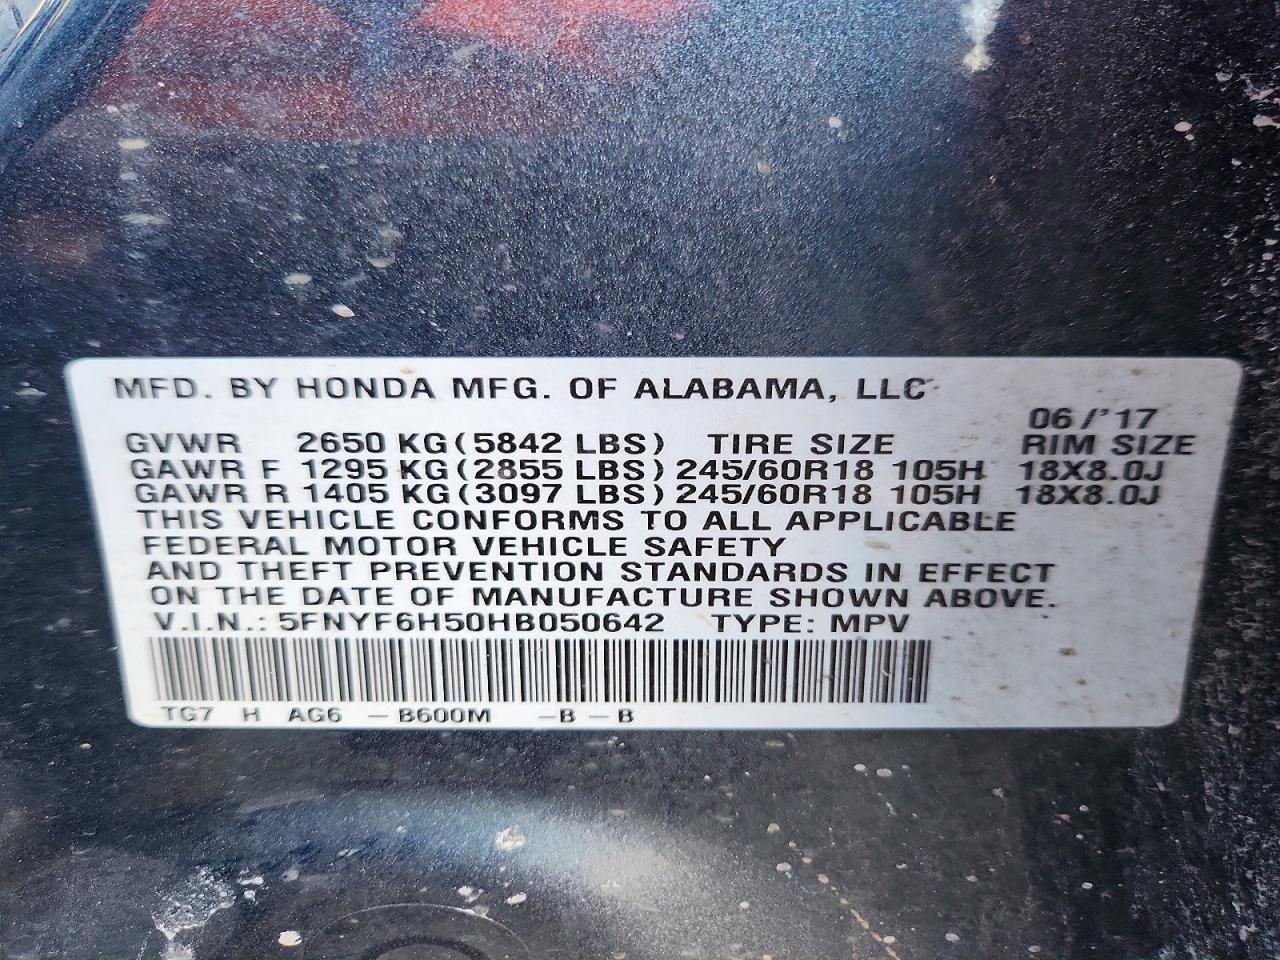 MFD. BY HONDA MFG. OF ALABAMA, LLC
06/'17
GVWR 2650 KG(5842 LBS) TIRE SIZE RIM SIZE
GAWR F 1295 KG(2855 LBS)245/60R18 105H 18X8.0J
GAWR R 1405 KG(3097 LBS)245/60R18 105H 18X8.0J
THIS VEHICLE CONFORMS TO ALL APPLICABLE
FEDERAL MOTOR VEHICLE SAFETY
AND THEFT PREVENTION STANDARDS IN EFFECT
ON THE DATE OF MANUFACTURE SHOWN ABOVE.
V.I.N.: 5FNYF6H50HB050642 TYPE: MPV
TG7 H AG6 -B600M -B-B